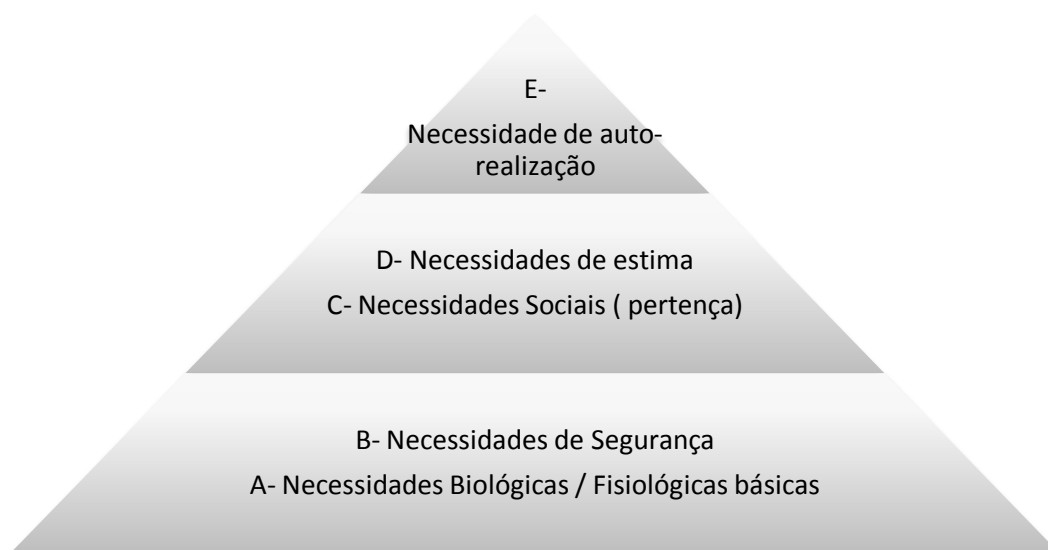 E-
Necessidade de auto-
realização
D- Necessidades de estima
C- Necessidades Sociais ( pertença)
B- Necessidades de Segurança
A- Necessidades Biológicas / Fisiológicas básicas